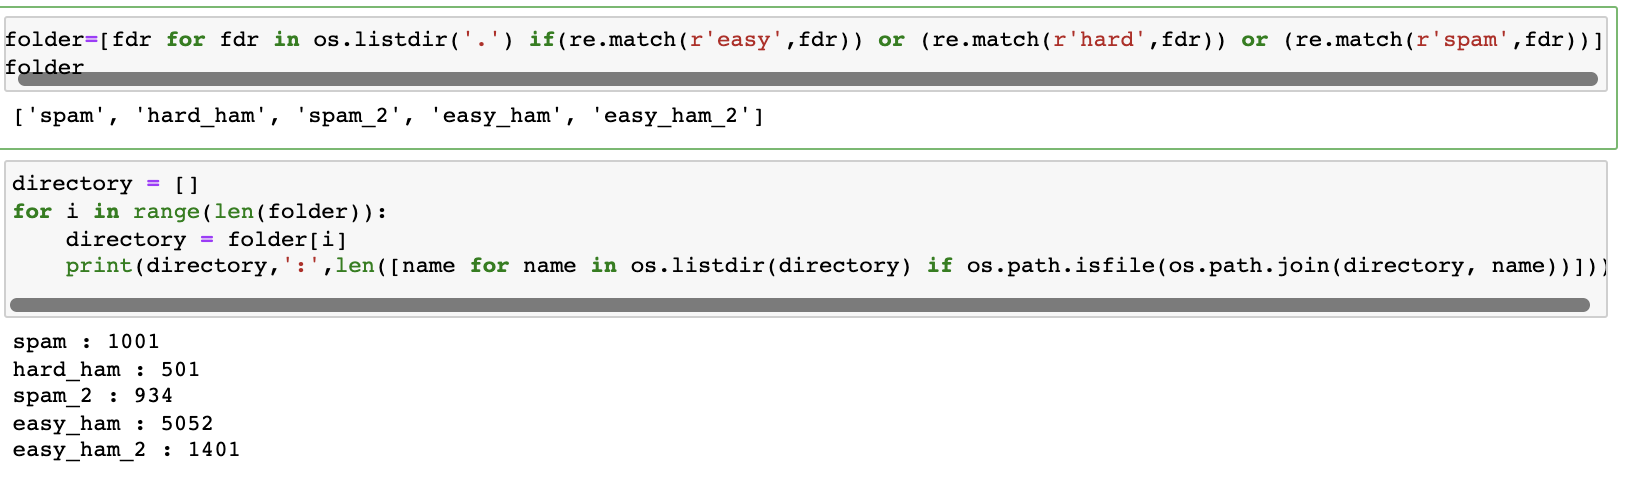 folder=[fdr for fdr in os.listdir('.') if(re.match(r'easy',fdr)) or (re.match(r'hard',fdr)) or (re.match(r'spam',fdr))]
folder
['spam', 'hard_ham', 'spam_2', 'easy_ham', 'easy_ham_2']
directory = []
for i in range(len(folder)):
    directory = folder[i]
    print(directory,':',len([name for name in os.listdir(directory) if os.path.isfile(os.path.join(directory, name))]))
spam : 1001
hard_ham : 501
spam_2 : 934
easy_ham : 5052
easy_ham_2 : 1401